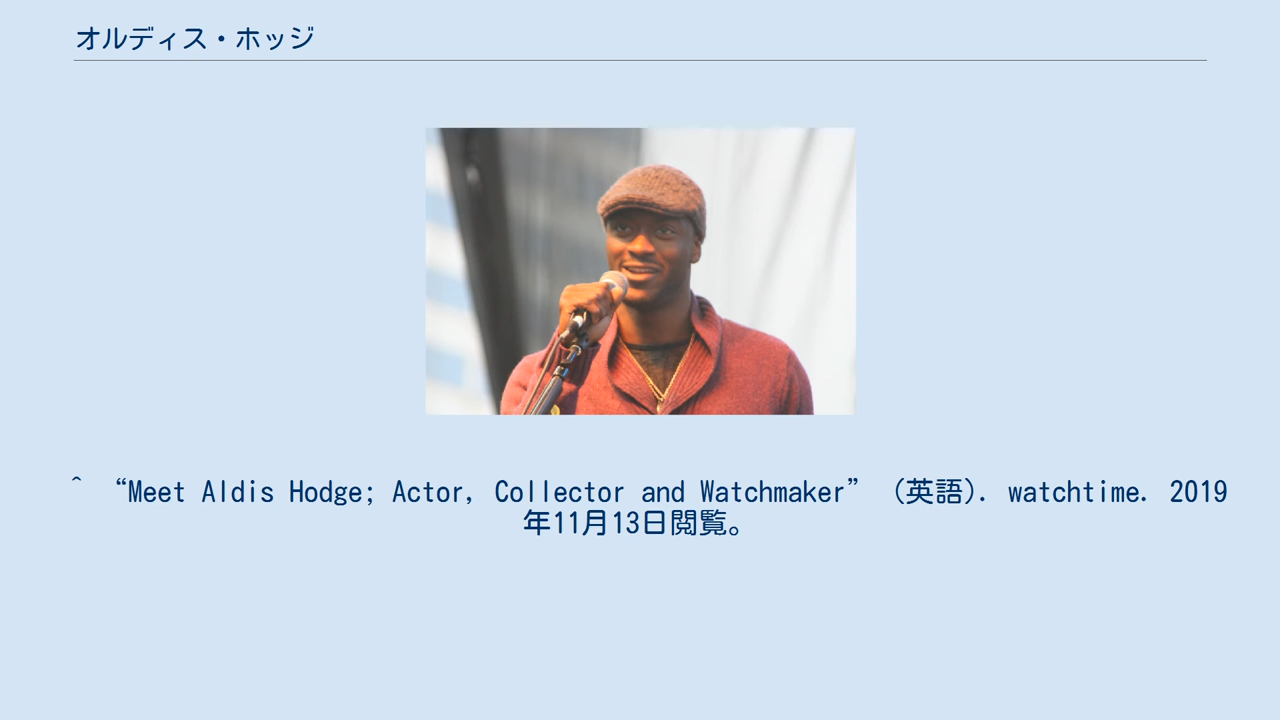 オルディス・ホッジ
^ “Meet Aldis Hodge; Actor, Collector and Watchmaker” (英語). watchtime. 2019
年11月13日閲覧。